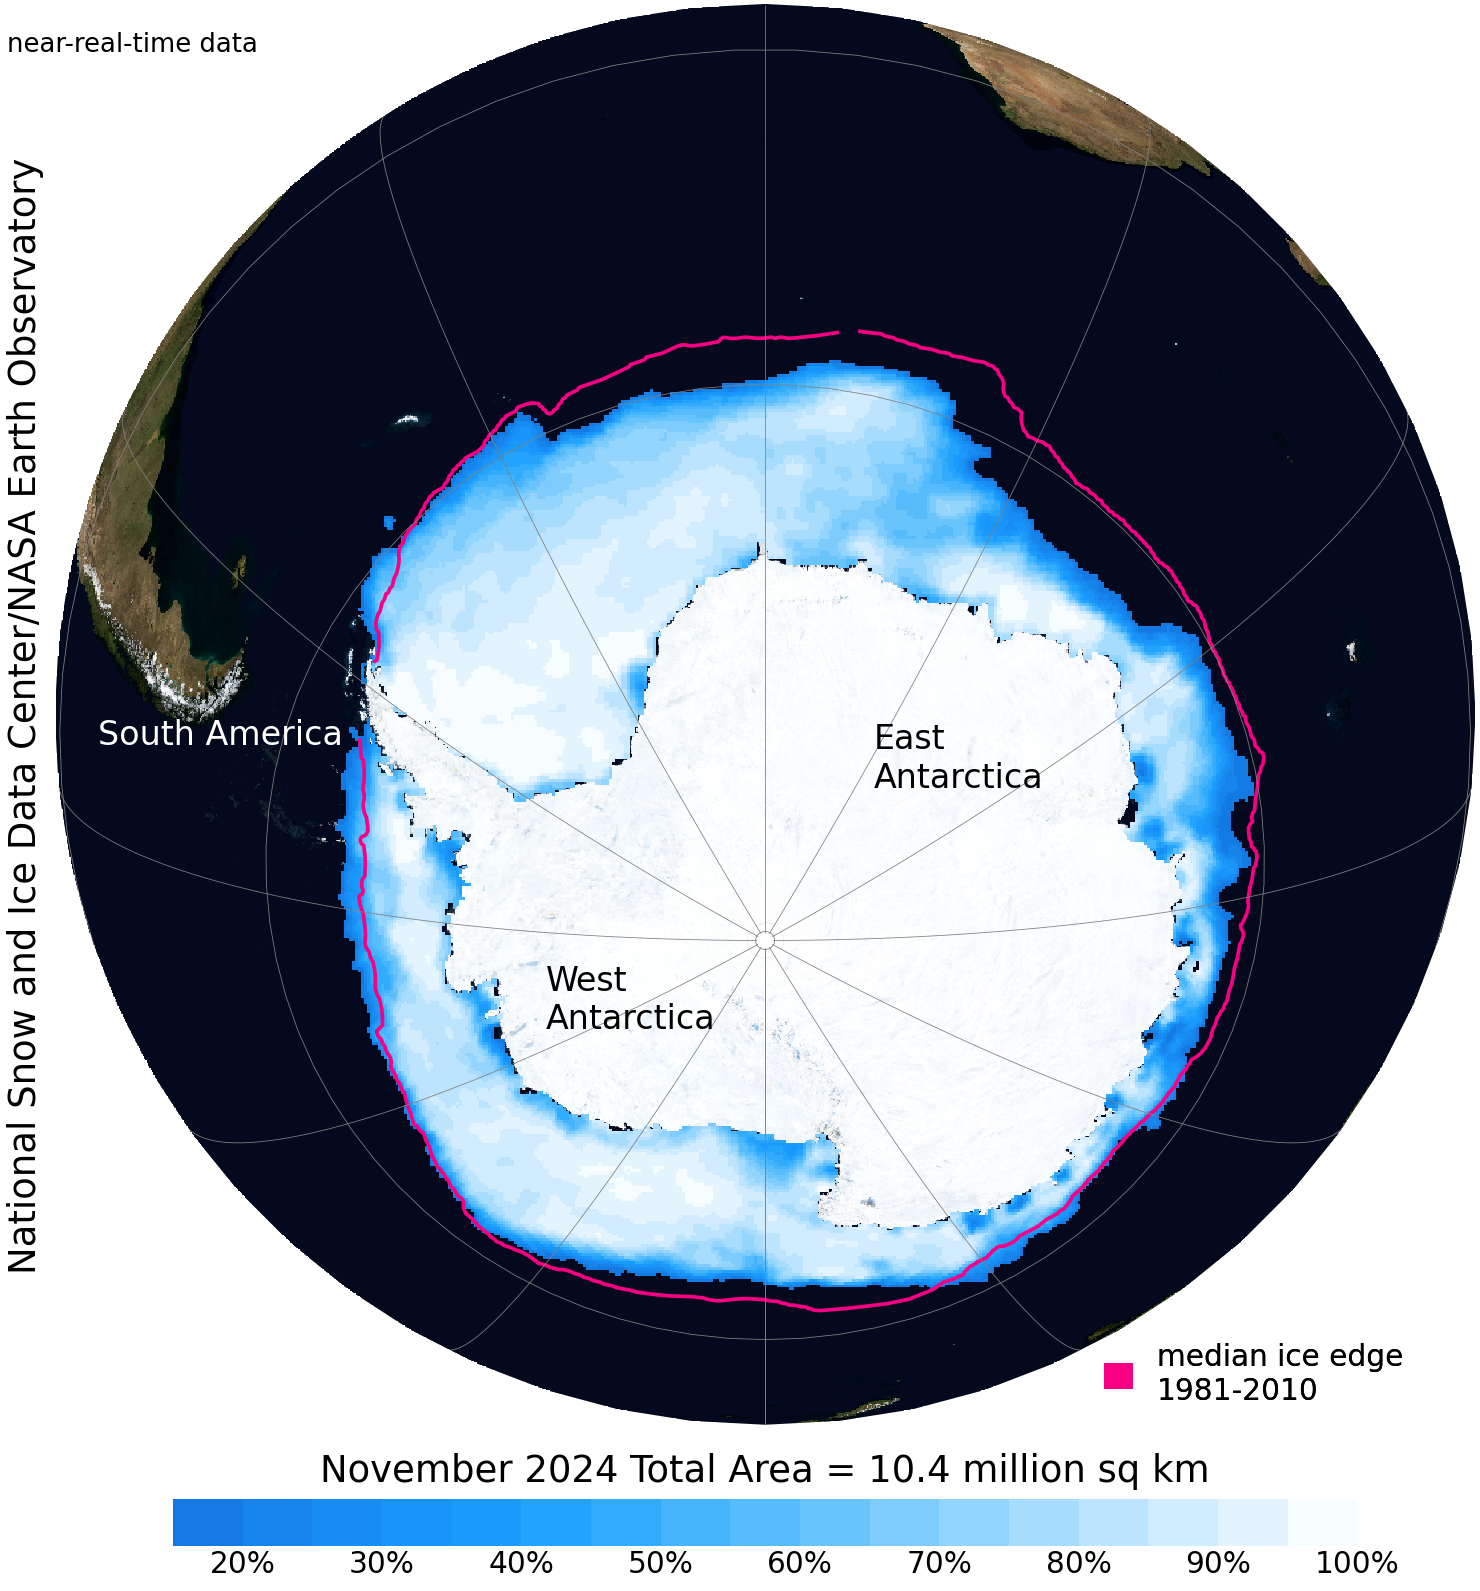 near-real-time data
National Snow and Ice Data Center/NASA Earth Observatory
South America
East
Antarctica
West
Antarctica
median ice edge
1981-2010
November 2024 Total Area = 10.4 million sq km
20% 30% 40% 50% 60% 70% 80% 90% 100%